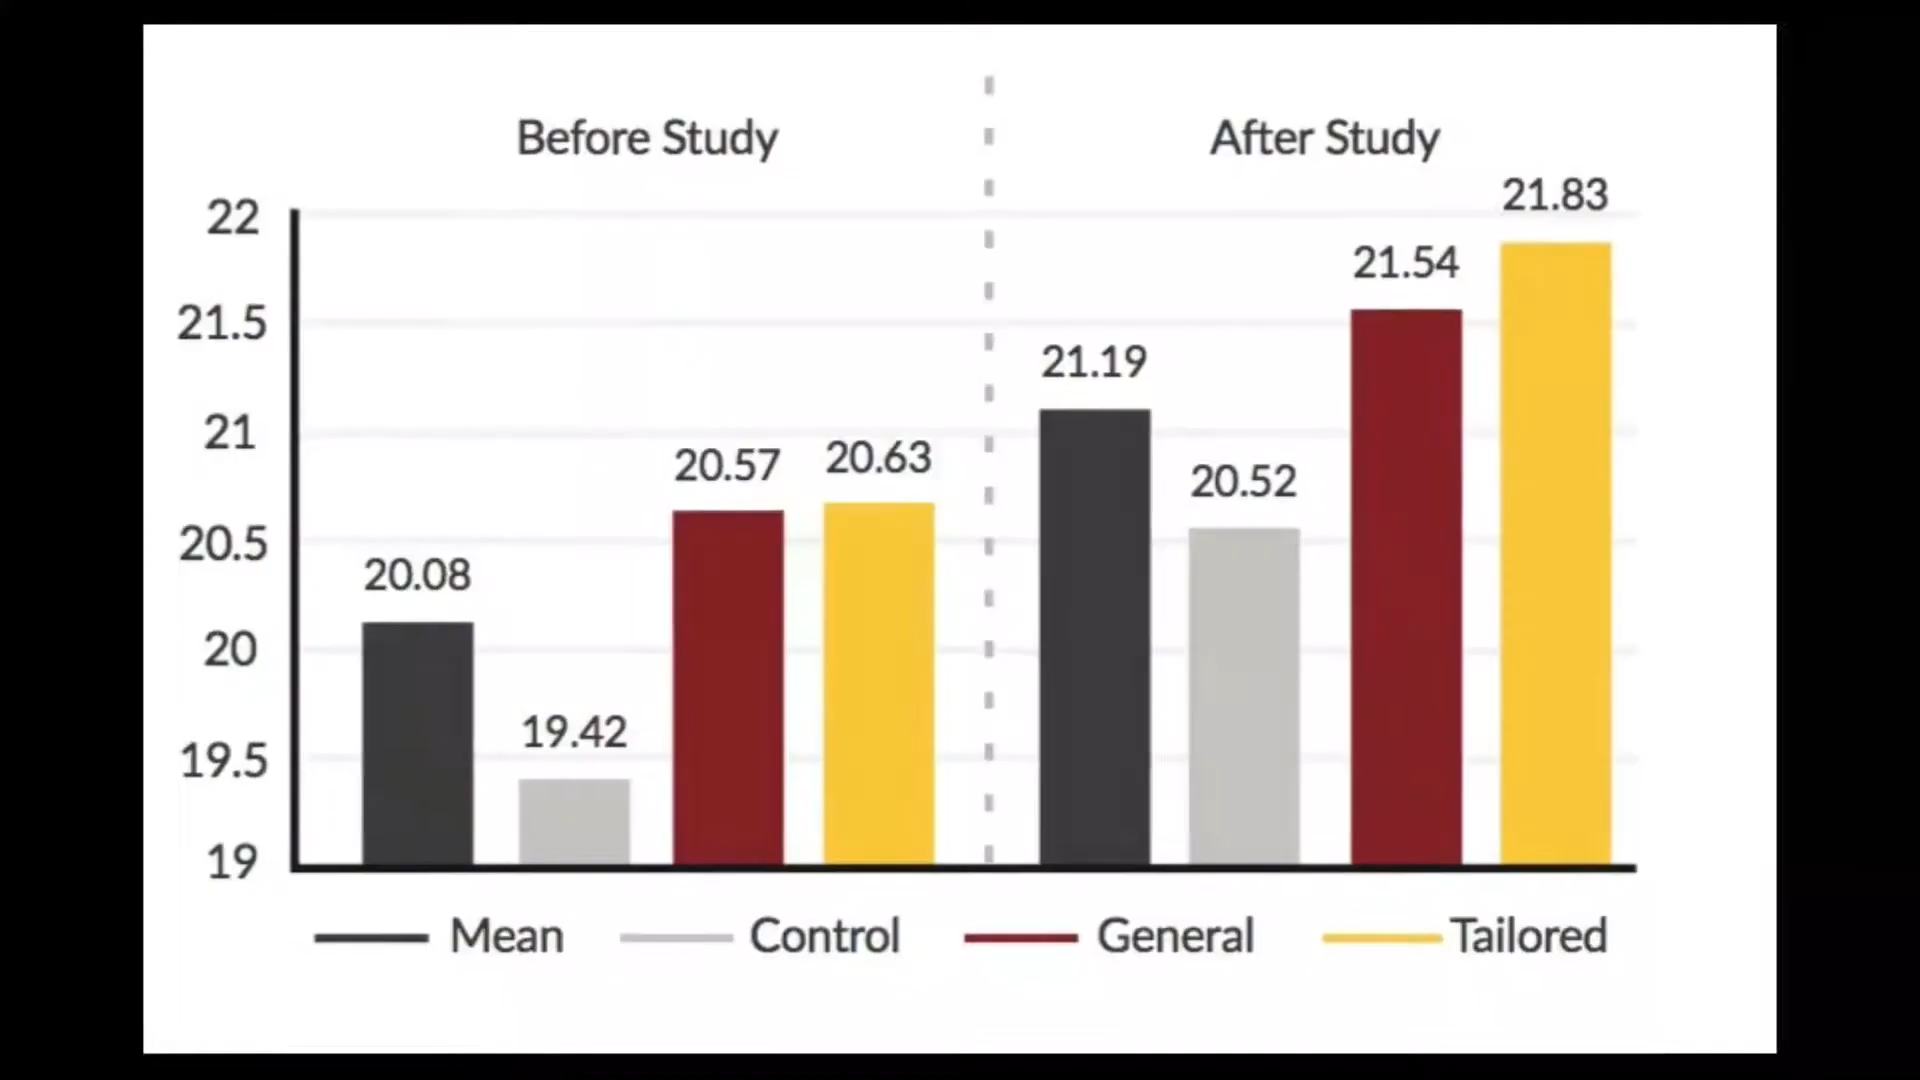 Before Study
After Study
22
21.5
21
20.5
20
19.5
19
20.08
19.42
20.57
20.63
21.19
20.52
21.54
21.83
Mean
Control
General
Tailored